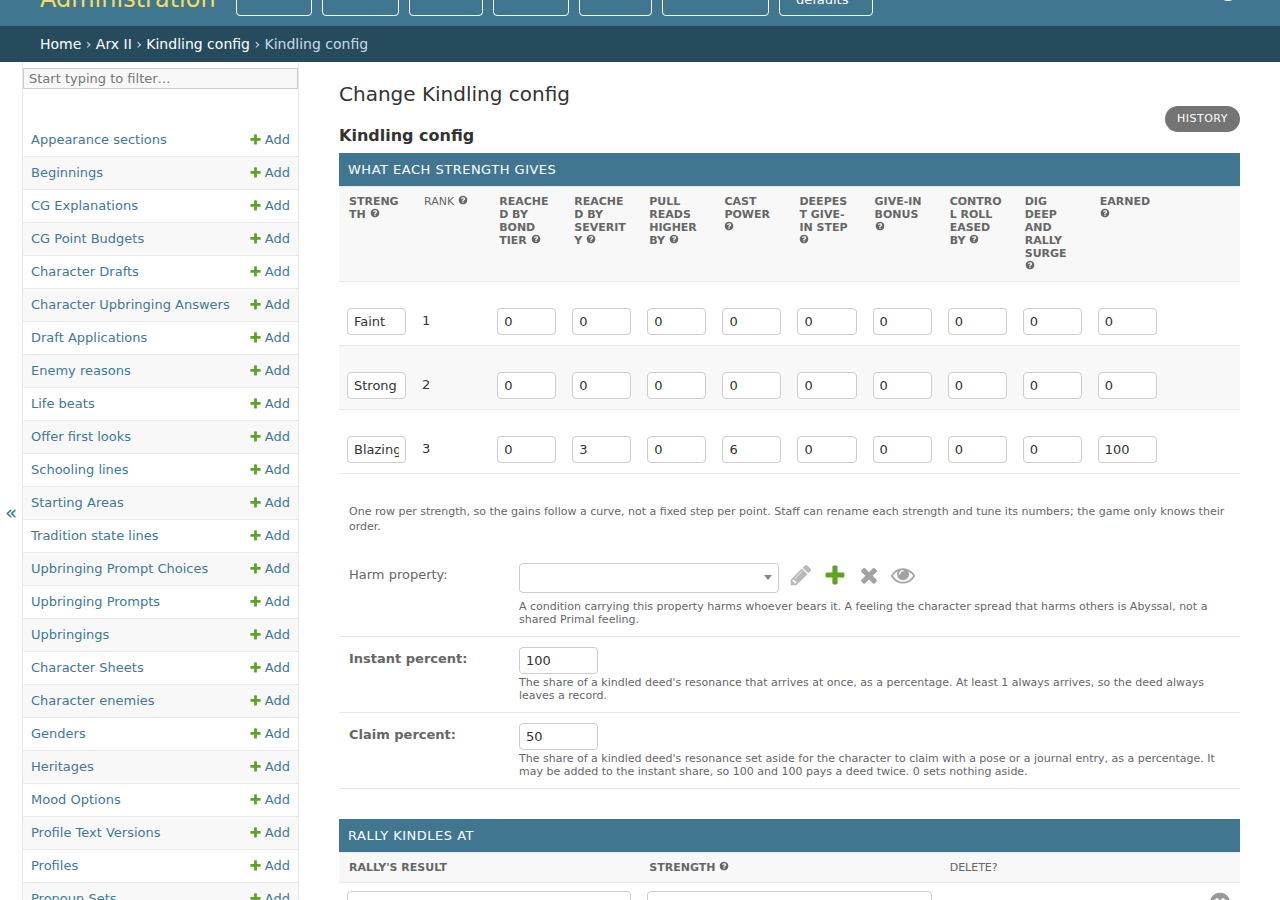 Administration
defaults
Home › Arx II › Kindling config › Kindling config
Start typing to filter…
Appearance sections Add
Beginnings Add
CG Explanations Add
CG Point Budgets Add
Character Drafts Add
Character Upbringing Answers Add
Draft Applications Add
Enemy reasons Add
Life beats Add
Offer first looks Add
Schooling lines Add
Starting Areas Add
Tradition state lines Add
Upbringing Prompt Choices Add
Upbringing Prompts Add
Upbringings Add
Character Sheets Add
Character enemies Add
Genders Add
Heritages Add
Mood Options Add
Profile Text Versions Add
Profiles Add
Pronoun Sets Add
«
Change Kindling config
HISTORY
Kindling config
WHAT EACH STRENGTH GIVES
STRENG
TH
RANK
REACHE
D BY
BOND
TIER
REACHE
D BY
SEVERIT
Y
PULL
READS
HIGHER
BY
CAST
POWER
DEEPES
T GIVE-
IN STEP
GIVE-IN
BONUS
CONTRO
L ROLL
EASED
BY
DIG
DEEP
AND
RALLY
SURGE
EARNED
Faint 1 0 0 0 0 0 0 0 0 0
Strong 2 0 0 0 0 0 0 0 0 0
Blazing 3 0 3 0 6 0 0 0 0 100
One row per strength, so the gains follow a curve, not a fixed step per point. Staff can rename each strength and tune its numbers; the game only knows their
order.
Harm property:
A condition carrying this property harms whoever bears it. A feeling the character spread that harms others is Abyssal, not a
shared Primal feeling.
Instant percent:
100
The share of a kindled deed's resonance that arrives at once, as a percentage. At least 1 always arrives, so the deed always
leaves a record.
Claim percent:
50
The share of a kindled deed's resonance set aside for the character to claim with a pose or a journal entry, as a percentage. It
may be added to the instant share, so 100 and 100 pays a deed twice. 0 sets nothing aside.
RALLY KINDLES AT
RALLY'S RESULT STRENGTH DELETE?